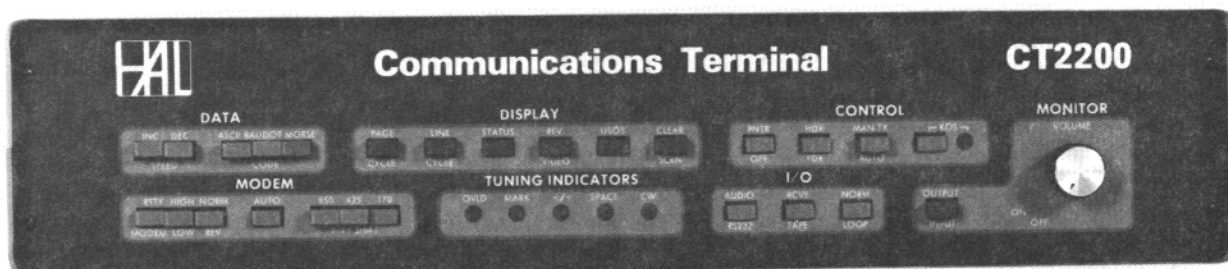 HAL
Communications Terminal
CT2200
DATA
INC DEC ASCII BAUDOT MORSE
SPEED CODE
DISPLAY
PAGE LINE STATUS REV USOS CLEAR
CYCLE CYCLE VIDEO SCAN
CONTROL
PNTR HDX MAN TX KOS
OFF FDX AUTO
MONITOR
VOLUME
ON OFF
OUTPUT
INPUT
MODEM
RTTY HIGH NORM AUTO 850 425 170
MODEM LOW REV SHIFT
TUNING INDICATORS
OVLD MARK +/- SPACE CW
I/O
AUDIO RCVE NORM
RS232 TAPE LOOP